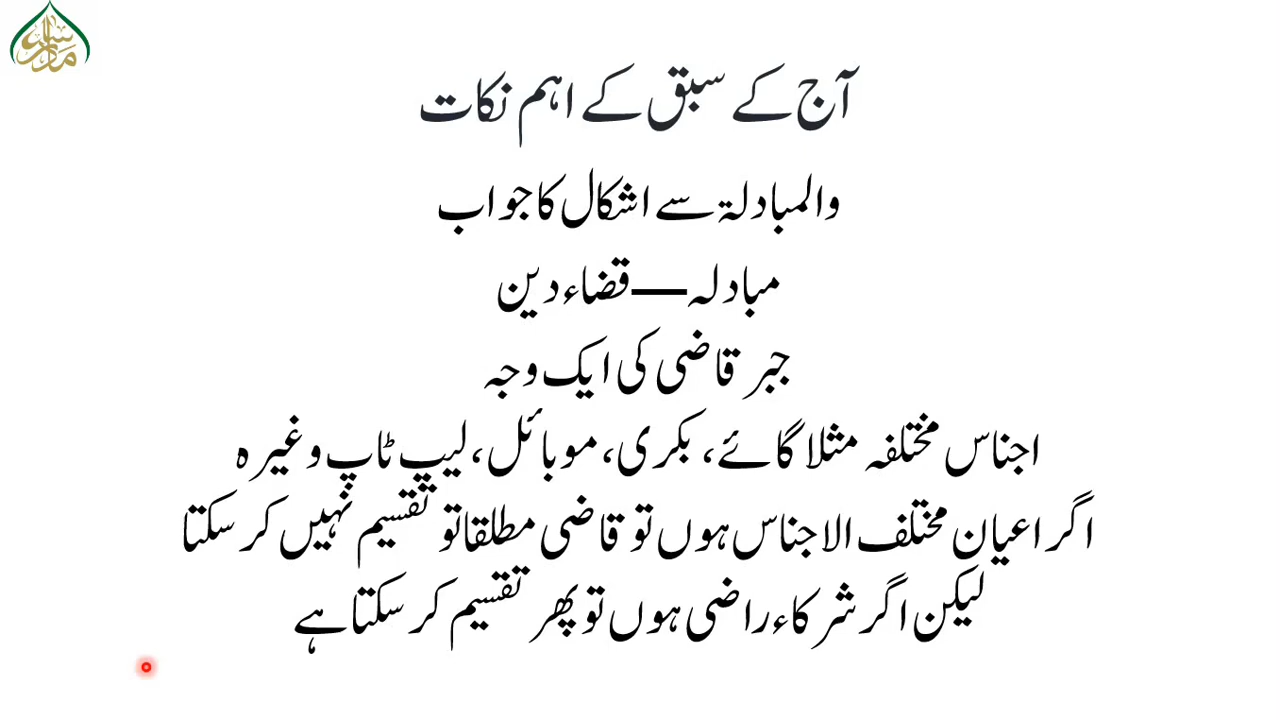 آج کے سبق کے اہم نکات
والمبادلۃ سے اشکال کا جواب
مبادلہ—قضاء دین
جبر قاضی کی ایک وجہ
اجناس مختلفہ مثلا گائے، بکری، موبائل، لیپ ٹاپ وغیرہ
اگر اعیان مختلف الاجناس ہوں تو قاضی مطلقا تو تقسیم نہیں کر سکتا
لیکن اگر شرکاء راضی ہوں تو پھر تقسیم کر سکتا ہے